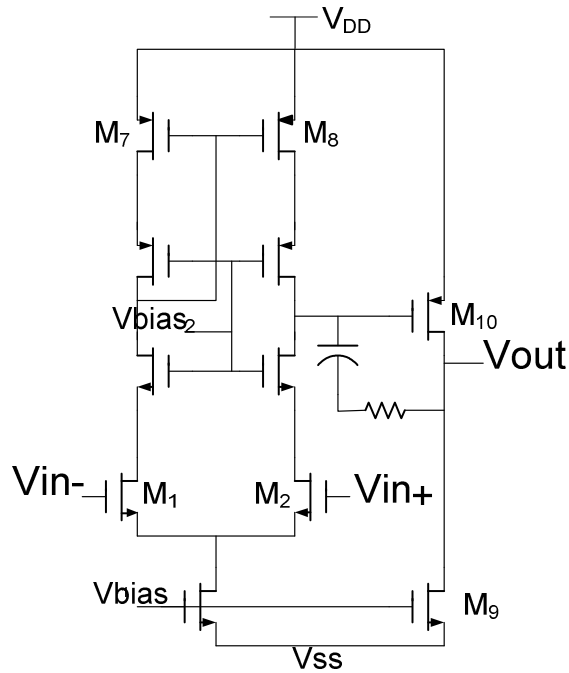 VDD
M7
M8
Vbias2
M10
Vout
Vin-
M1
M2
Vin+
Vbias
M9
Vss